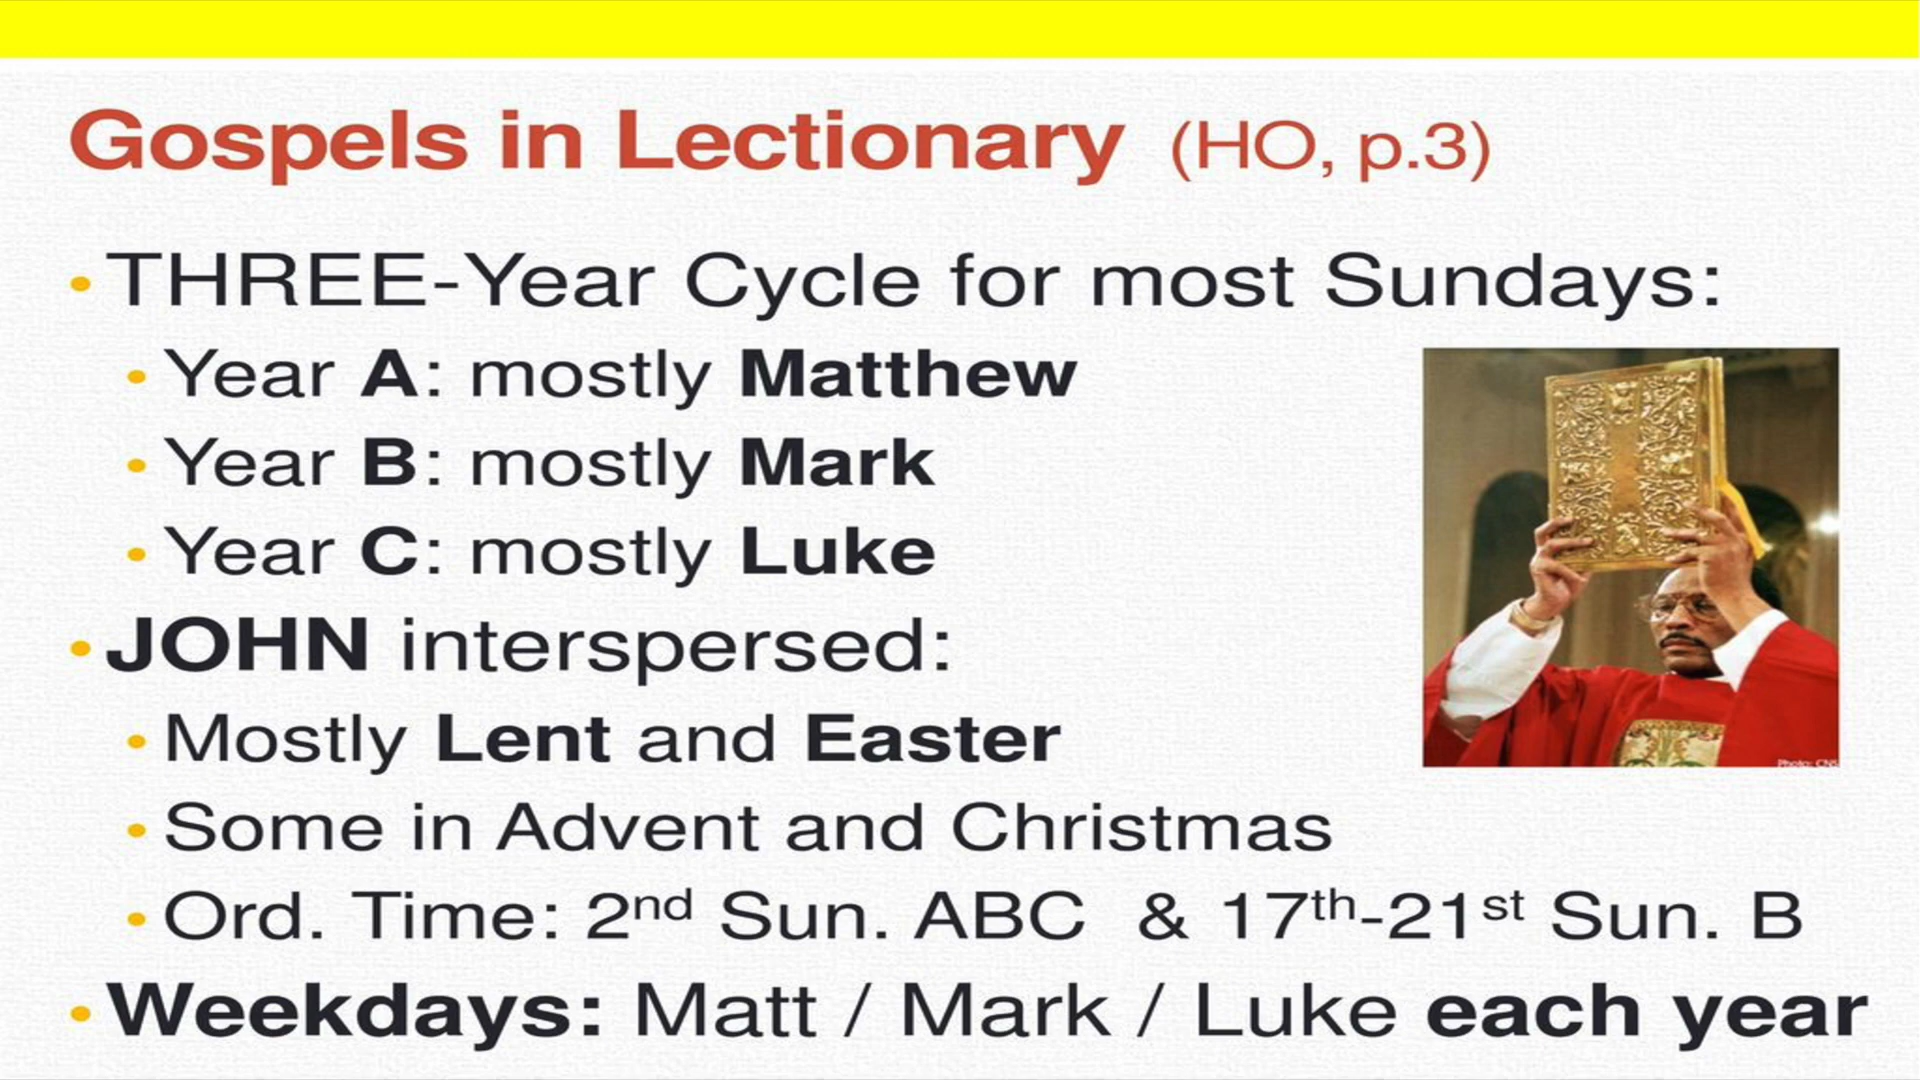 Gospels in Lectionary (HO, p.3)
• THREE-Year Cycle for most Sundays:
• Year A: mostly Matthew
• Year B: mostly Mark
• Year C: mostly Luke
• JOHN interspersed:
• Mostly Lent and Easter
• Some in Advent and Christmas
• Ord. Time: 2nd Sun. ABC & 17th-21st Sun. B
• Weekdays: Matt / Mark / Luke each year
Photo: CNS